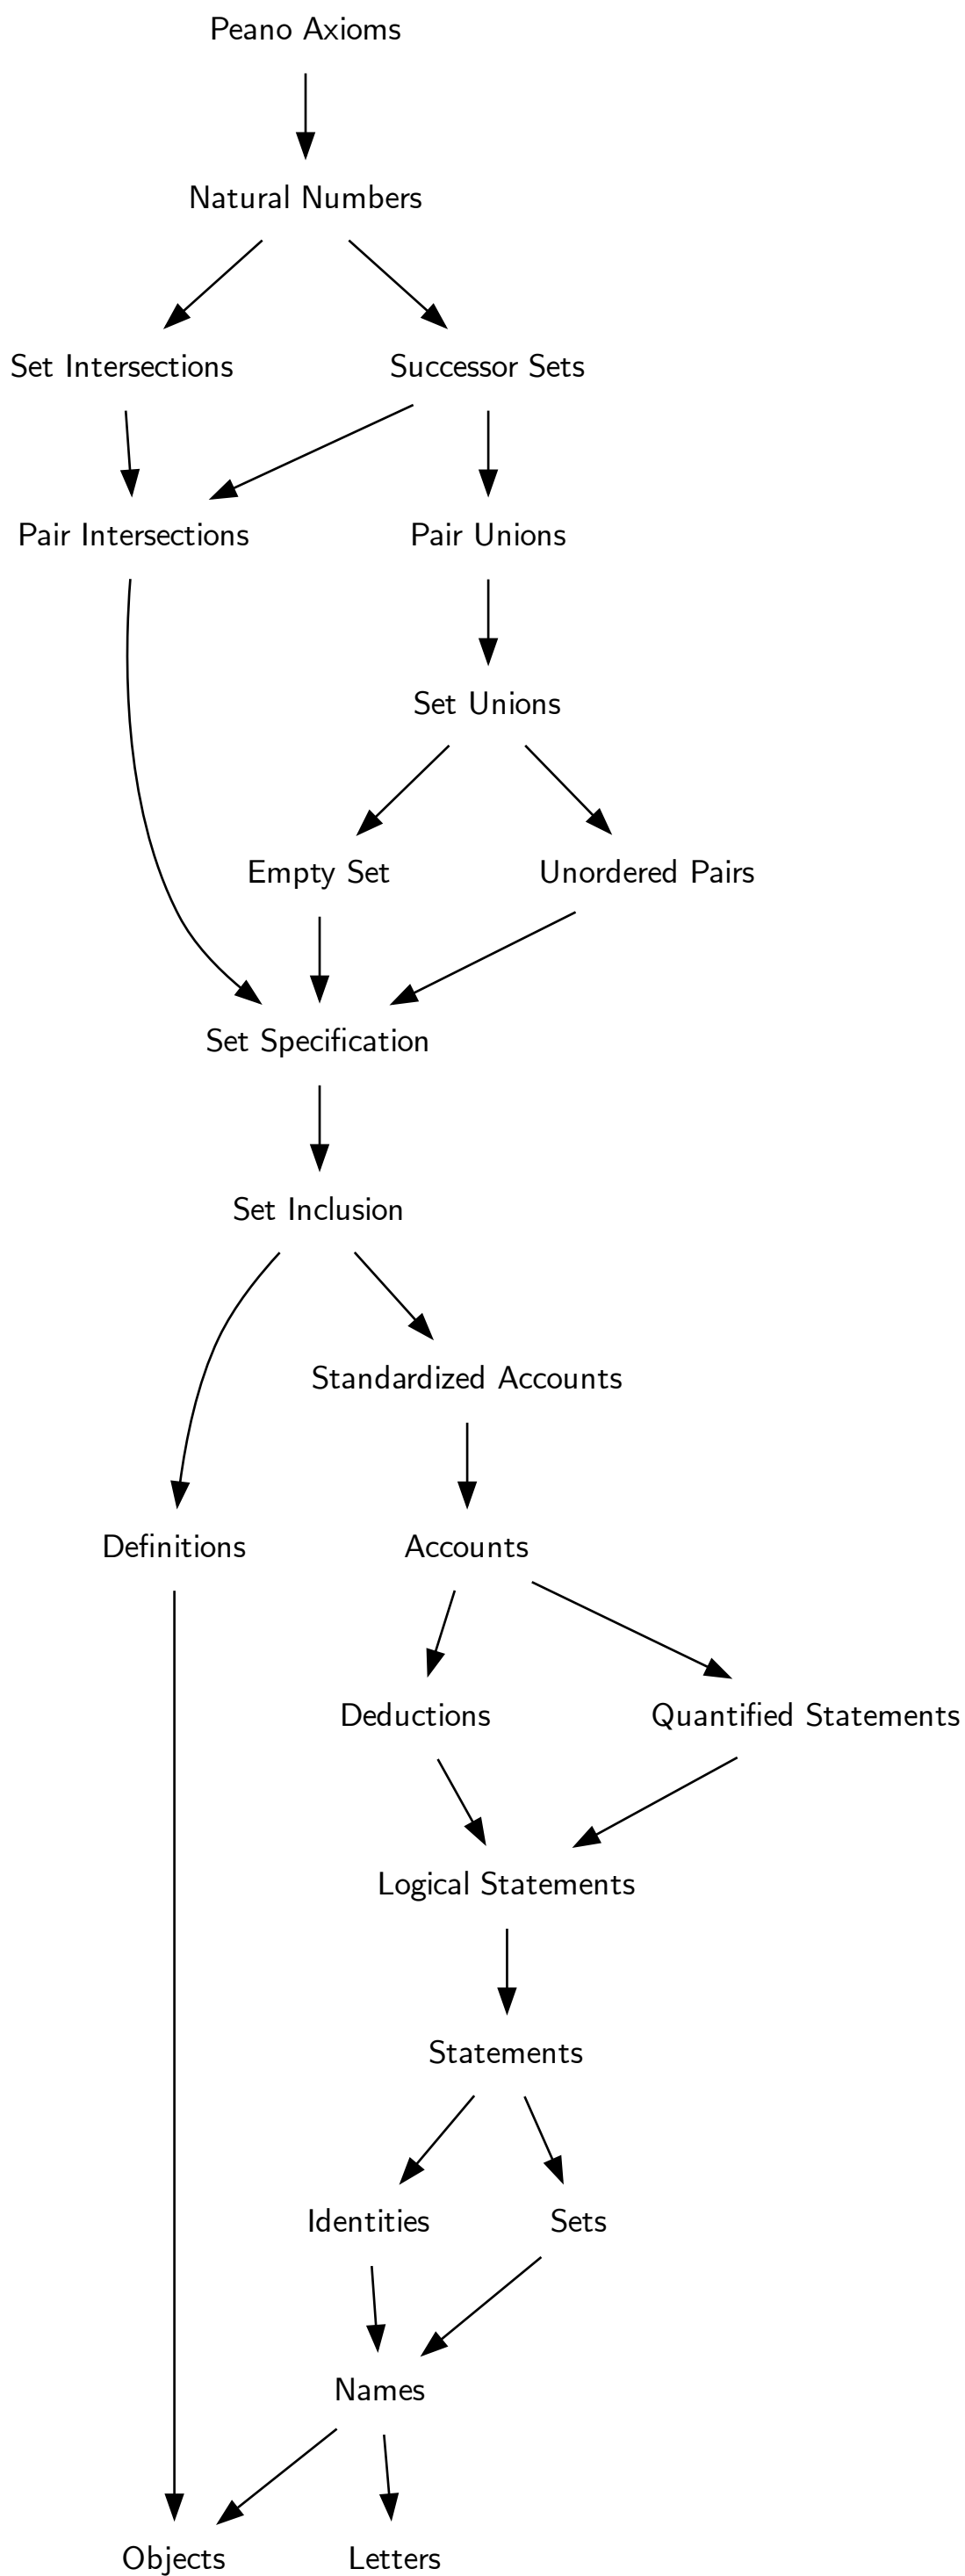 Peano Axioms
Natural Numbers
Set Intersections
Successor Sets
Pair Intersections
Pair Unions
Set Unions
Empty Set
Unordered Pairs
Set Specification
Set Inclusion
Standardized Accounts
Definitions
Accounts
Deductions
Quantified Statements
Logical Statements
Statements
Identities
Sets
Names
Objects
Letters